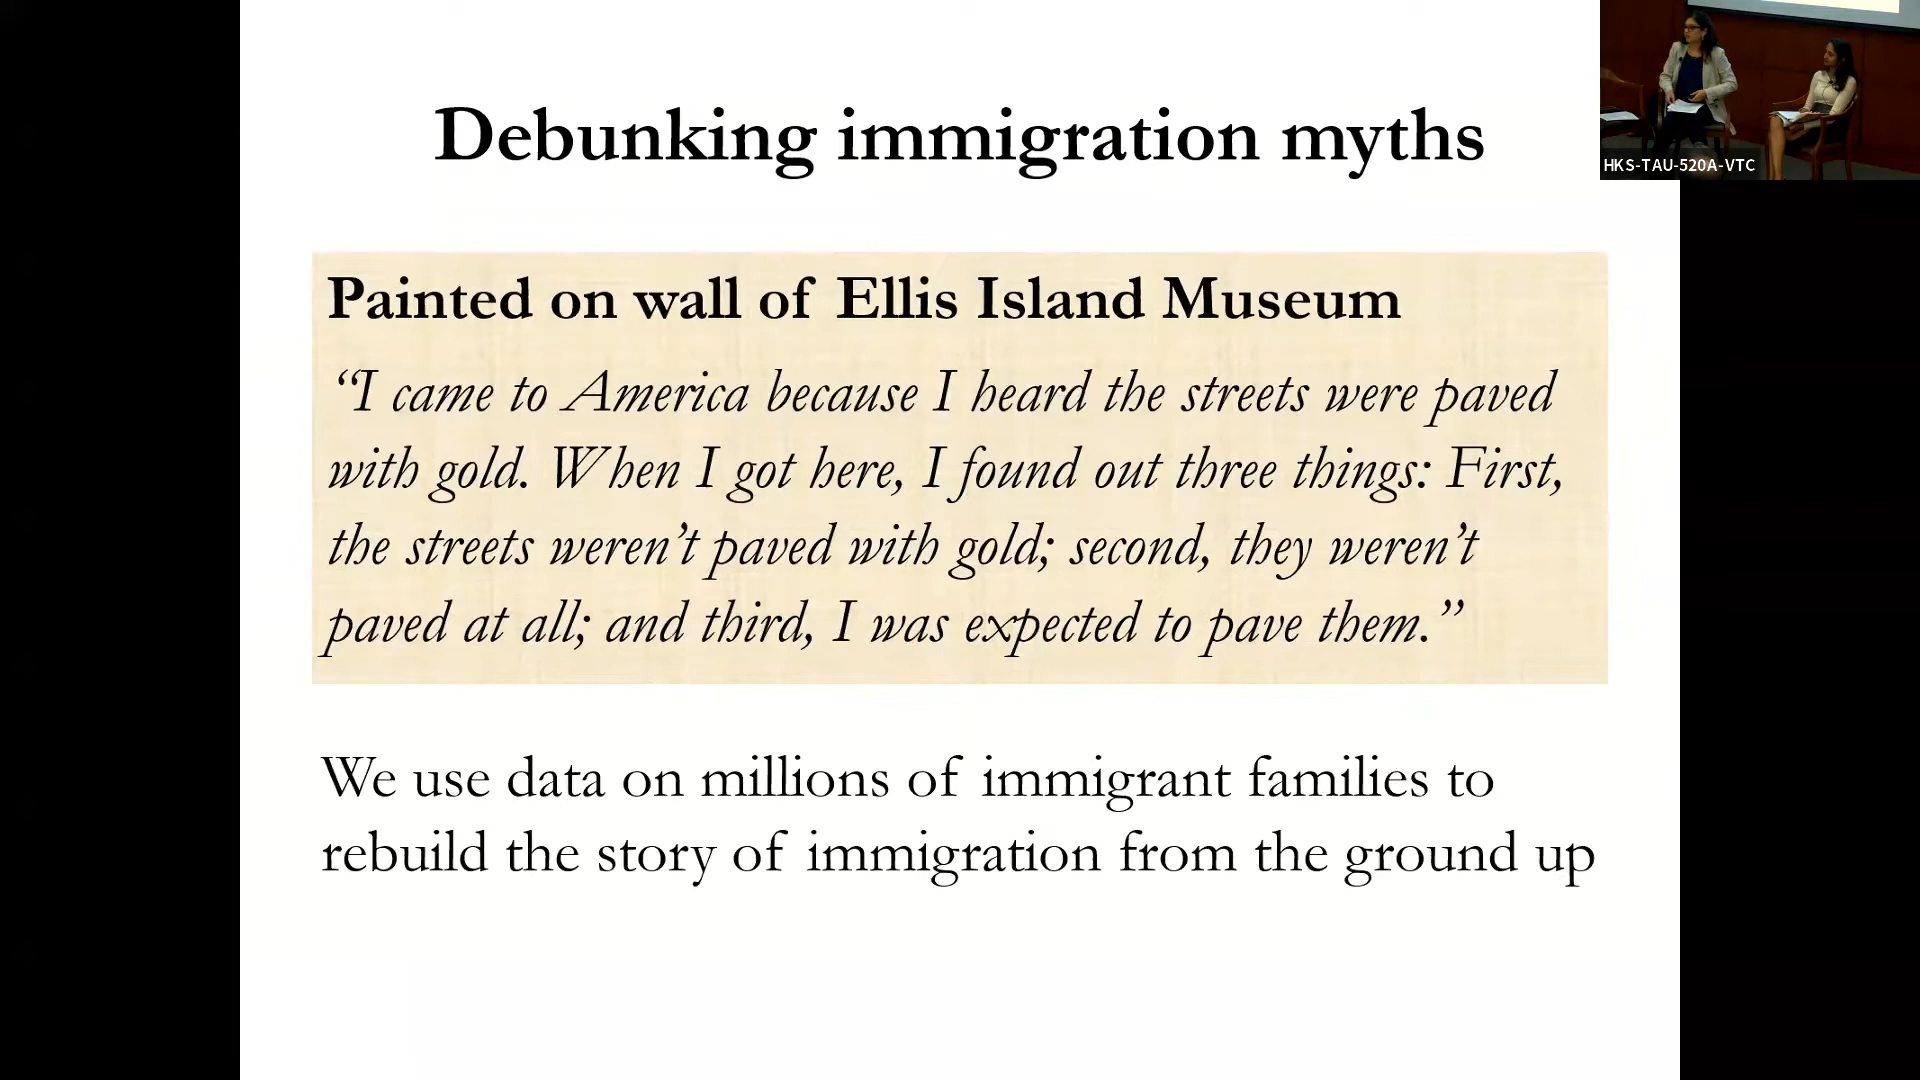 Debunking immigration myths
HKS-TAU-520A-VTC
Painted on wall of Ellis Island Museum
“I came to America because I heard the streets were paved
with gold. When I got here, I found out three things: First,
the streets weren’t paved with gold; second, they weren’t
paved at all; and third, I was expected to pave them.”
We use data on millions of immigrant families to
rebuild the story of immigration from the ground up